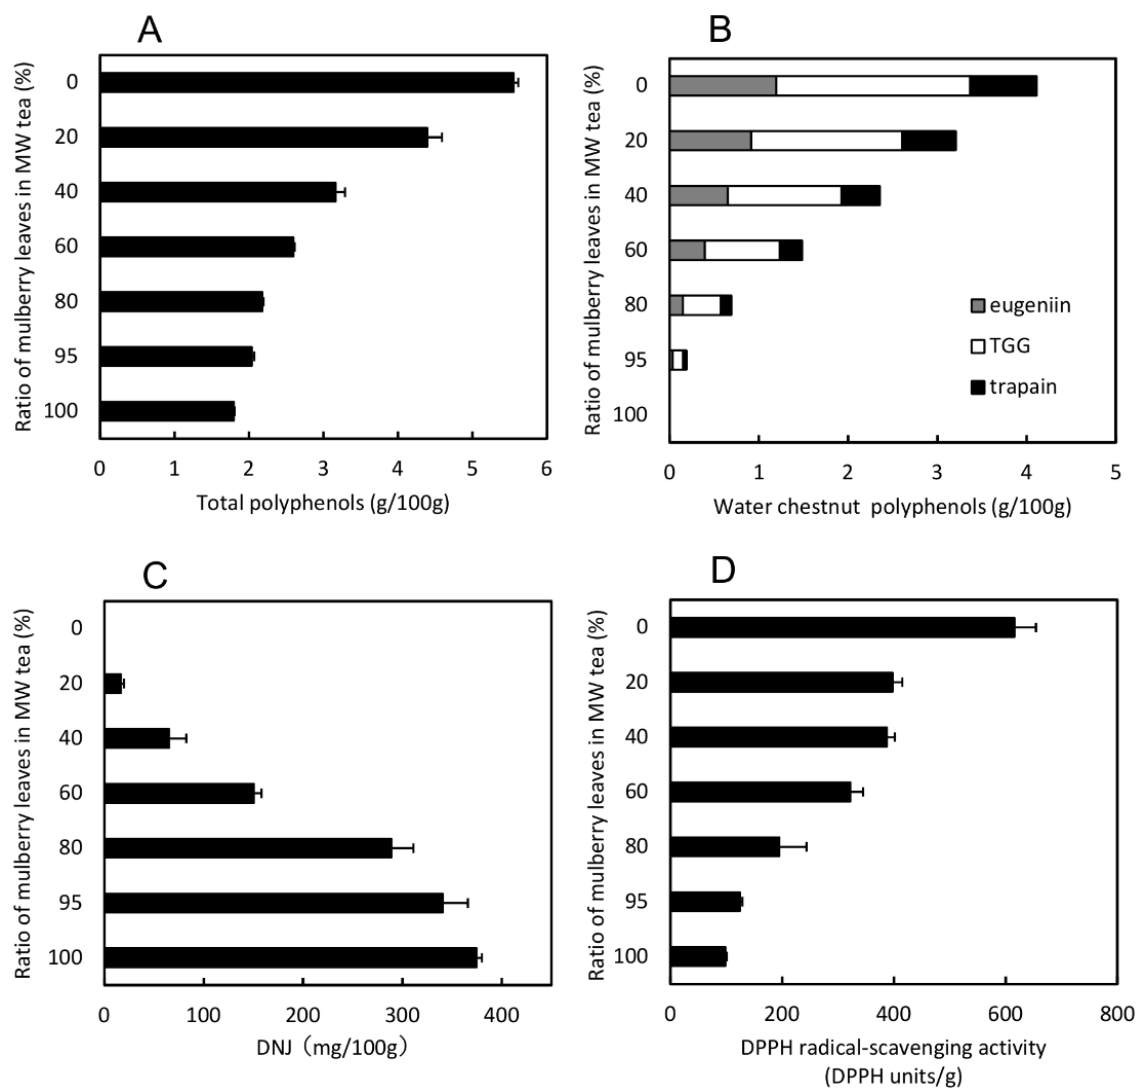 A
Ratio of mulberry leaves in MW tea (%)
0
20
40
60
80
95
100
0 1 2 3 4 5 6
Total polyphenols (g/100g)
B
Ratio of mulberry leaves in MW tea (%)
0
20
40
60
80
95
100
eugeniin
TGG
trapain
0 1 2 3 4 5
Water chestnut polyphenols (g/100g)
C
Ratio of mulberry leaves in MW tea (%)
0
20
40
60
80
95
100
0 100 200 300 400
DNJ（mg/100g）
D
Ratio of mulberry leaves in MW tea (%)
0
20
40
60
80
95
100
0 200 400 600 800
DPPH radical-scavenging activity
(DPPH units/g)